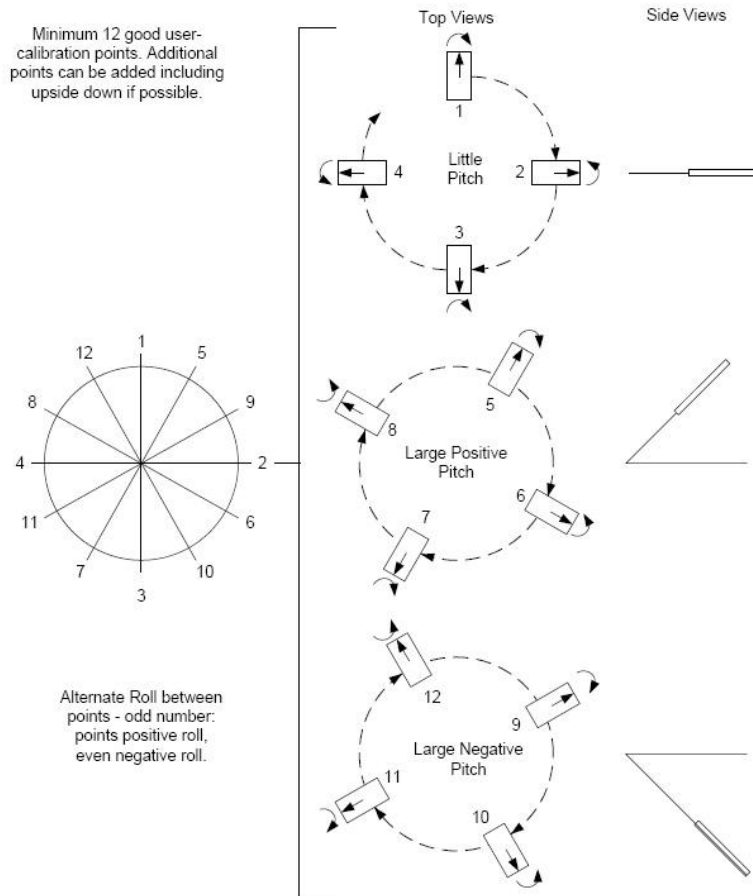 Minimum 12 good user-
calibration points. Additional
points can be added including
upside down if possible.
Top Views
Side Views
1
Little
Pitch
4
2
3
1
12
5
8
9
4
2
11
6
7
10
3
5
8
Large Positive
Pitch
6
7
Alternate Roll between
points - odd number:
points positive roll,
even negative roll.
12
9
Large Negative
Pitch
11
10